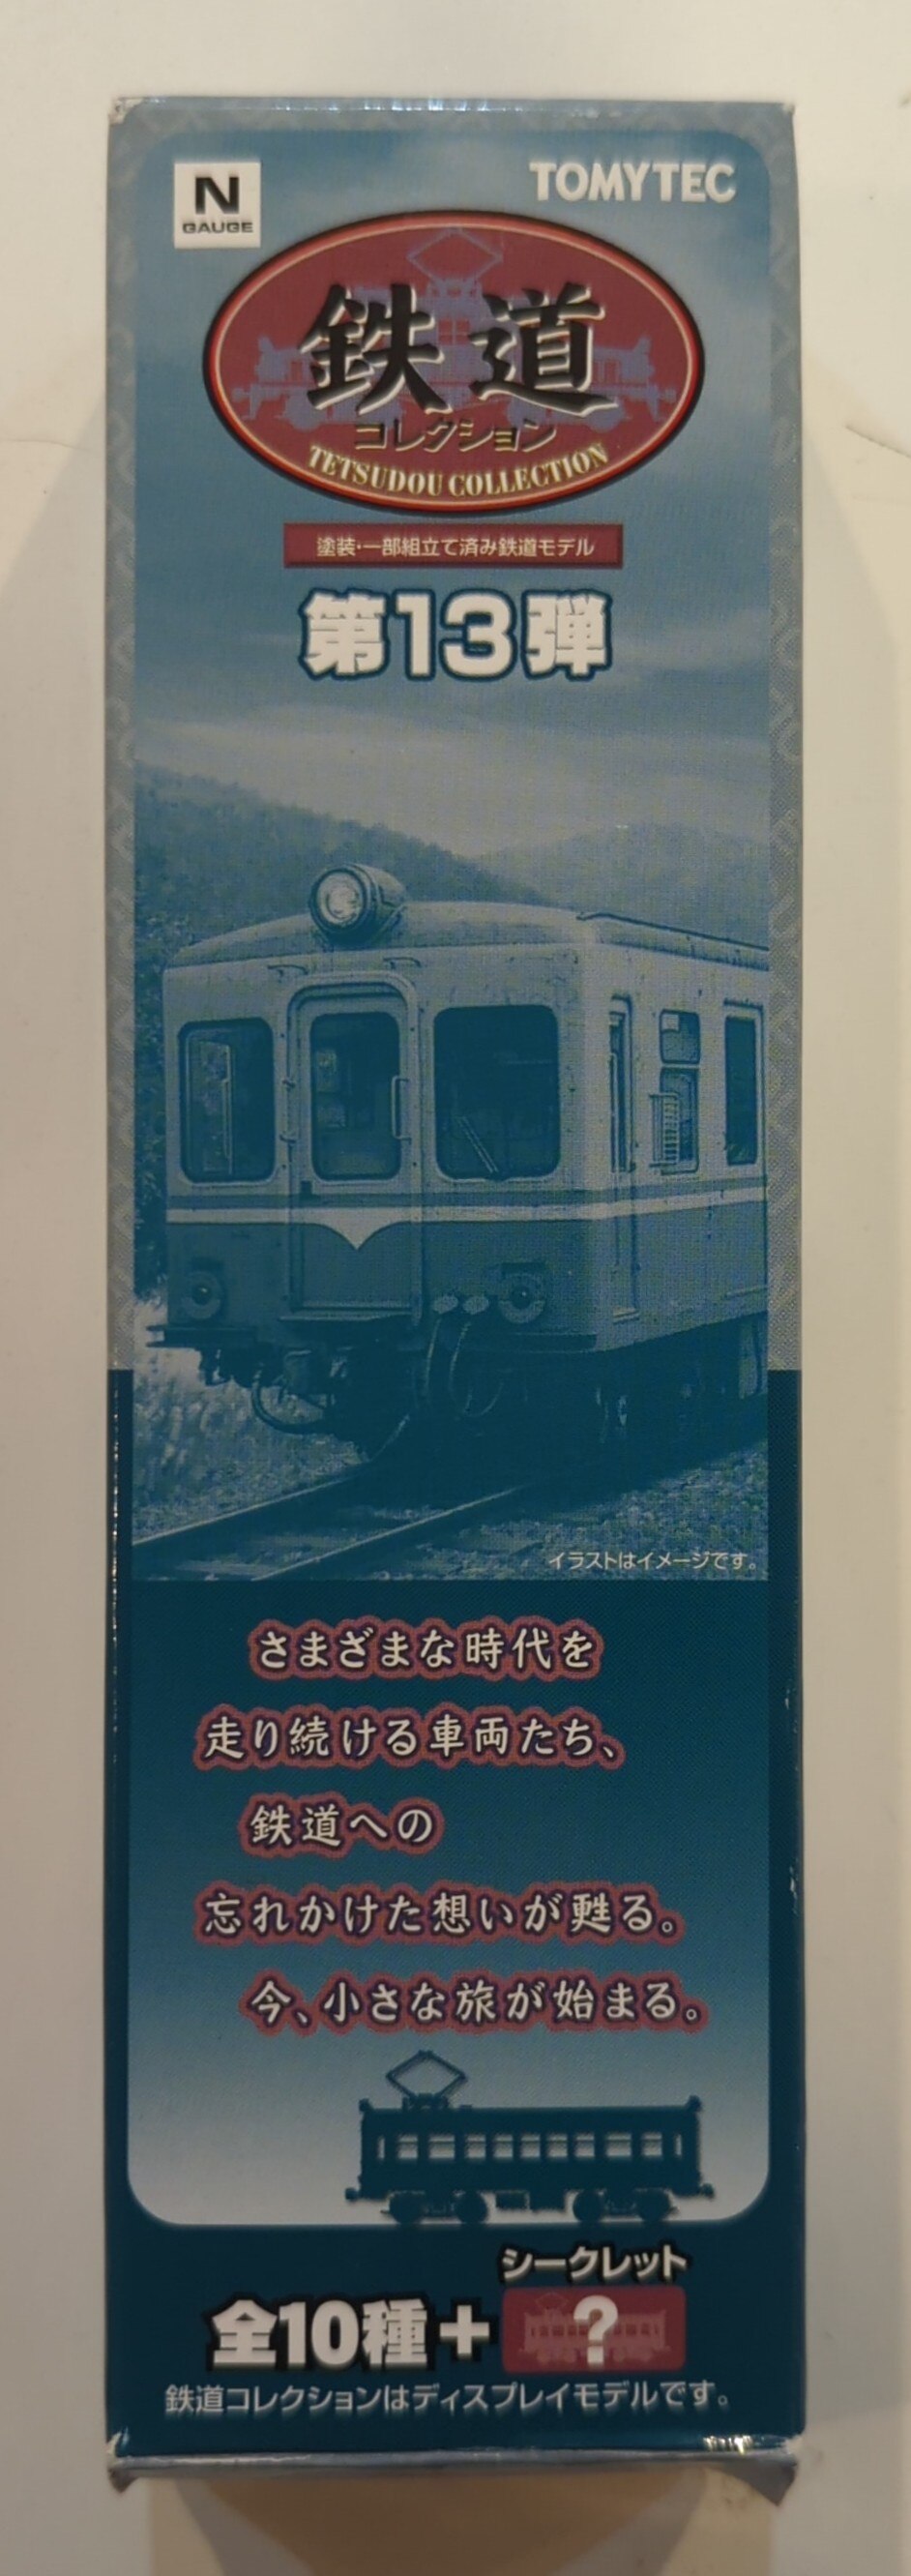 N
GAUGE
TOMYTEC
鉄道
コレクション
TETSUDOU COLLECTION
塗装・一部組立て済み鉄道モデル
第13弾
イラストはイメージです。
さまざまな時代を
走り続ける車両たち、
鉄道への
忘れかけた想いが甦る。
今、小さな旅が始まる。
シークレット
全10種+?
鉄道コレクションはディスプレイモデルです。